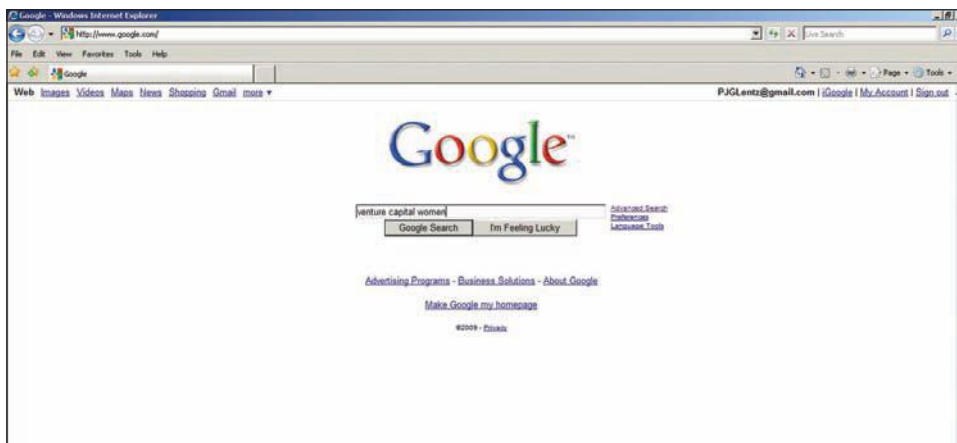 Google - Windows Internet Explorer
http://www.google.com/
Live Search
File Edit View Favorites Tools Help
Google
Page Tools
Web Images Videos Maps News Shopping Gmail more ▼
PJGLentz@gmail.com | iGoogle | My Account | Sign out
Google™
venture capital women
Advanced Search
Preferences
Language Tools
Google Search
I'm Feeling Lucky
Advertising Programs - Business Solutions - About Google
Make Google my homepage
©2009 - Privacy